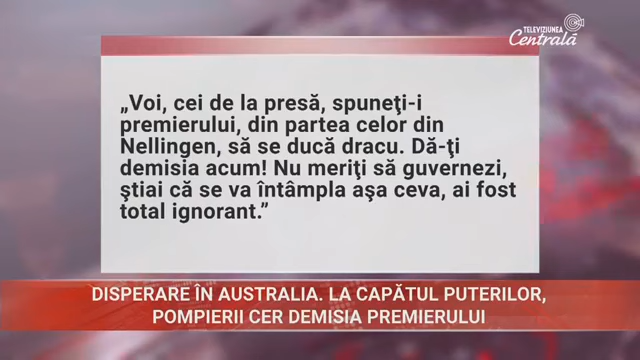 TELEVIZIUNEA
Centrală
„Voi, cei de la presă, spuneţi-i
premierului, din partea celor din
Nellingen, să se ducă dracu. Dă-ţi
demisia acum! Nu meriţi să guvernezi,
ştiai că se va întâmpla aşa ceva, ai fost
total ignorant.”
DISPERARE ÎN AUSTRALIA. LA CAPĂTUL PUTERILOR,
POMPIERII CER DEMISIA PREMIERULUI